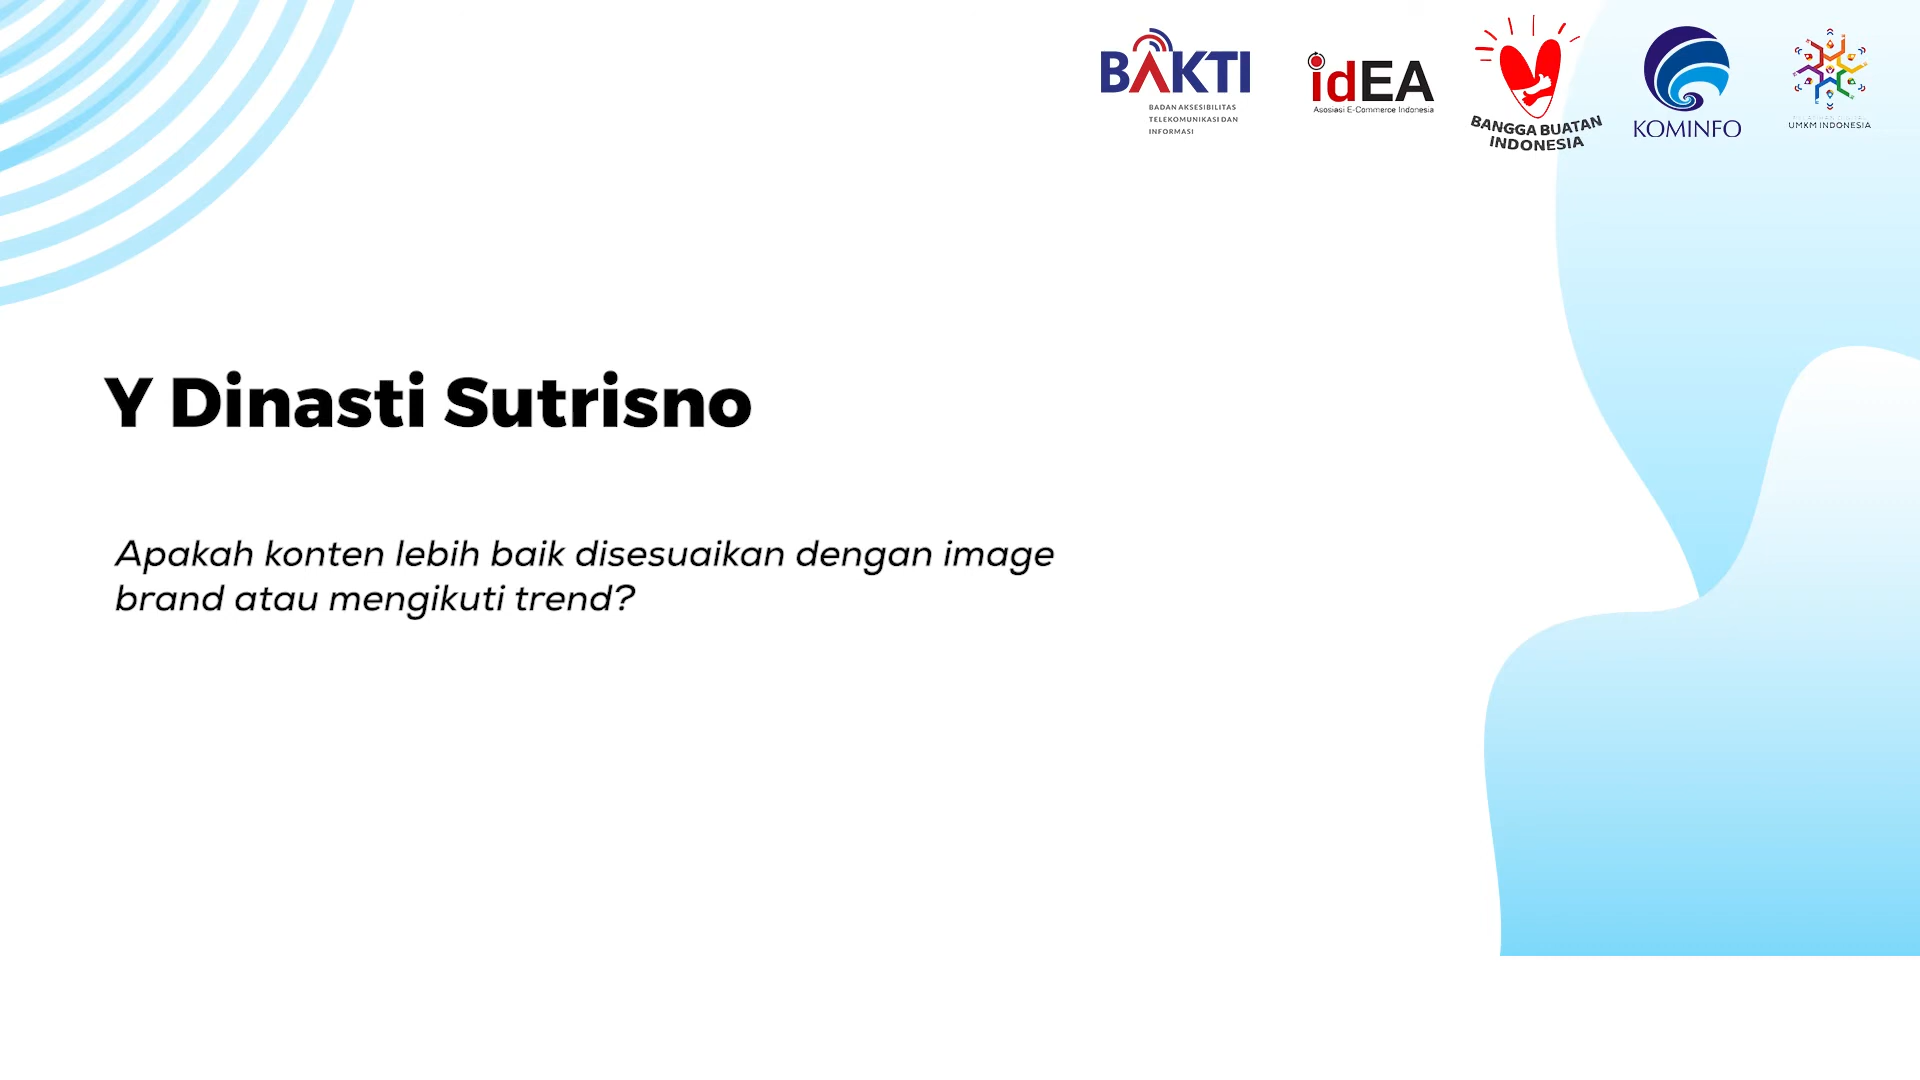 BAKTI
BADAN AKSESIBILITAS
TELEKOMUNIKASI DAN
INFORMASI
idEA
Asosiasi E-Commerce Indonesia
BANGGA BUATAN
INDONESIA
KOMINFO
UMKM INDONESIA
Y Dinasti Sutrisno
Apakah konten lebih baik disesuaikan dengan image
brand atau mengikuti trend?